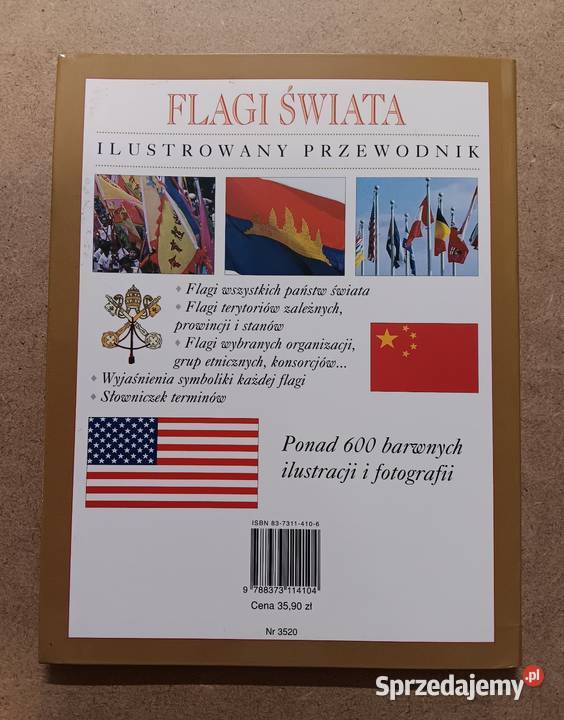 FLAGI ŚWIATA
ILUSTROWANY PRZEWODNIK
Flagi wszystkich państw świata
Flagi terytoriów zależnych,
prowincji i stanów
Flagi wybranych organizacji,
grup etnicznych, konsorcjów...
Wyjaśnienia symboliki każdej flagi
Słowniczek terminów
Ponad 600 barwnych
ilustracji i fotografii
ISBN 83-7311-410-6
9 788373 114104
Cena 35,90 zł
Nr 3520
Sprzedajemy.pl